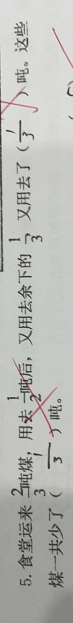 5. 食堂运来 2/3 吨煤，用去 1/2 吨后，又用去余下的 1/3 又用去了（1/3）吨。这些
煤一共少了（1/3）吨。